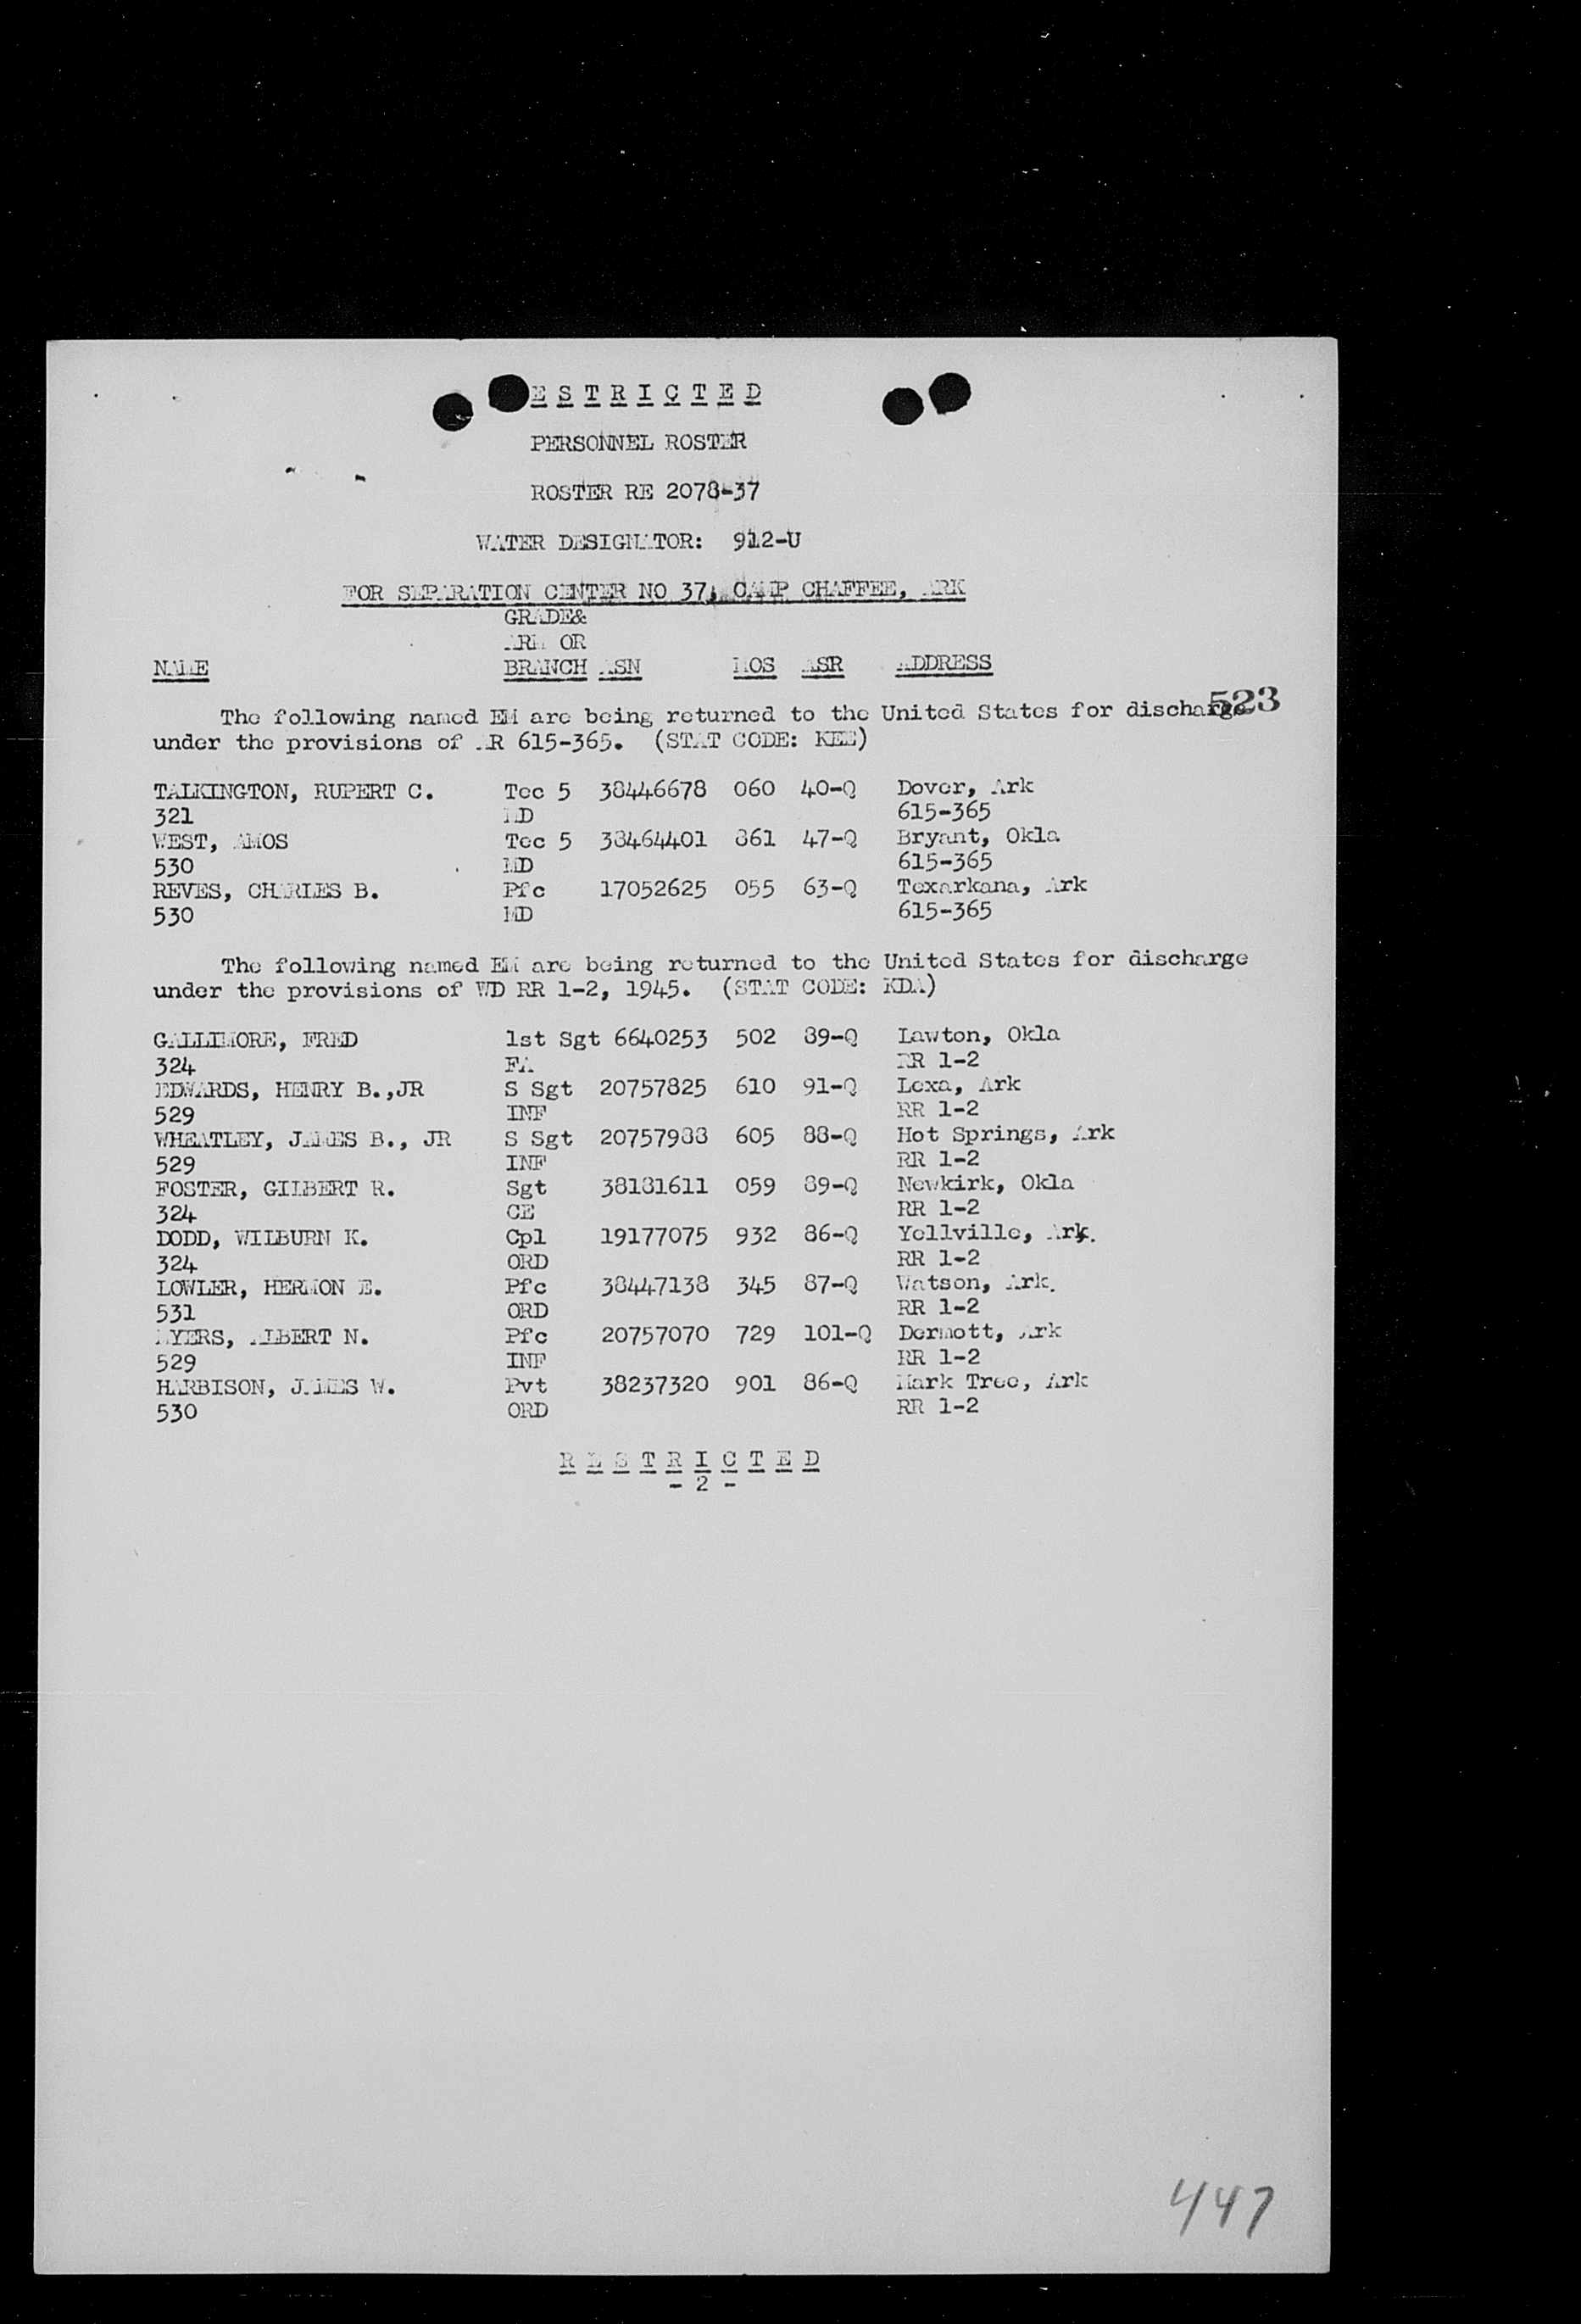 RESTRICTED
PERSONNEL ROSTER
ROSTER RE 2078-37
WATER DESIGNATOR: 912-U
FOR SEPARATION CENTER NO 37, CAMP CHAFFEE, ARK
GRADE&
ARM OR
NAME BRANCH ASN MOS ASR ADDRESS
523
The following named EM are being returned to the United States for discharge
under the provisions of AR 615-365. (STAT CODE: KEE)
TALKINGTON, RUPERT C. Tec 5 38446678 060 40-Q Dover, Ark
321 MD 615-365
WEST, AMOS Tec 5 38464401 861 47-Q Bryant, Okla
530 MD 615-365
REVES, CHARLES B. Pfc 17052625 055 63-Q Texarkana, Ark
530 MD 615-365
The following named EM are being returned to the United States for discharge
under the provisions of WD RR 1-2, 1945. (STAT CODE: KDA)
GALLIMORE, FRED 1st Sgt 6640253 502 89-Q Lawton, Okla
324 FA RR 1-2
EDWARDS, HENRY B.,JR S Sgt 20757825 610 91-Q Lexa, Ark
529 INF RR 1-2
WHEATLEY, JAMES B., JR S Sgt 20757988 605 88-Q Hot Springs, Ark
529 INF RR 1-2
FOSTER, GILBERT R. Sgt 38181611 059 89-Q Newkirk, Okla
324 CE RR 1-2
DODD, WILBURN K. Cpl 19177075 932 86-Q Yellville, Ark.
324 ORD RR 1-2
LOWLER, HERMON E. Pfc 38447138 345 87-Q Watson, Ark.
531 ORD RR 1-2
MYERS, ALBERT N. Pfc 20757070 729 101-Q Dermott, Ark
529 INF RR 1-2
HARBISON, JAMES W. Pvt 38237320 901 86-Q Mark Tree, Ark
530 ORD RR 1-2
RESTRICTED
- 2 -
447